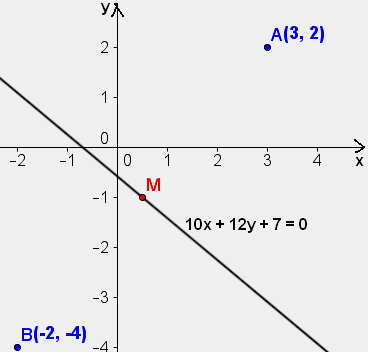 y
A(3, 2)
2
1
0
-2 -1 0 1 2 3 4 x
M
-1
10x + 12y + 7 = 0
-2
-3
B(-2, -4)
-4